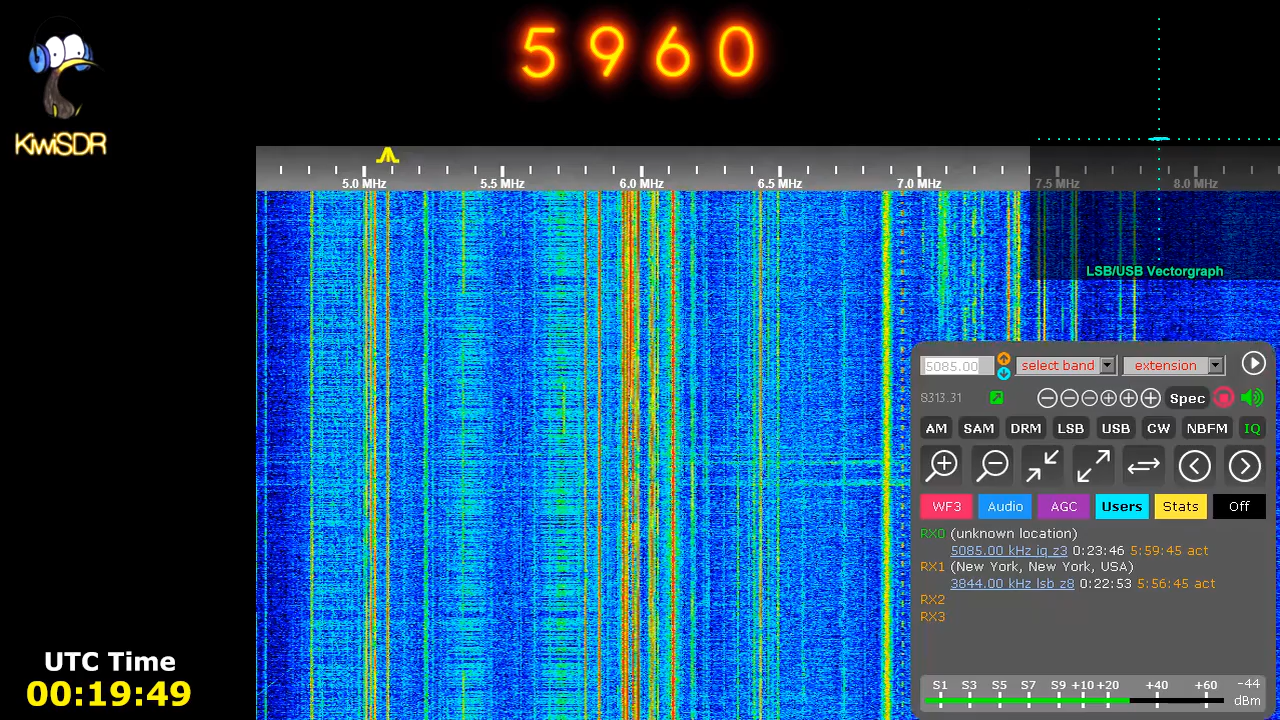 5960
KiwiSDR
5.0 MHz 5.5 MHz 6.0 MHz 6.5 MHz 7.0 MHz 7.5 MHz 8.0 MHz
LSB/USB Vectorgraph
5085.00 select band extension
8313.31 Spec
AM SAM DRM LSB USB CW NBFM IQ
WF3 Audio AGC Users Stats Off
RX0 (unknown location)
5085.00 kHz iq z3 0:23:46 5:59:45 act
RX1 (New York, New York, USA)
3844.00 kHz lsb z8 0:22:53 5:56:45 act
RX2
RX3
UTC Time
00:19:49
S1 S3 S5 S7 S9 +10 +20 +40 +60 -44
dBm